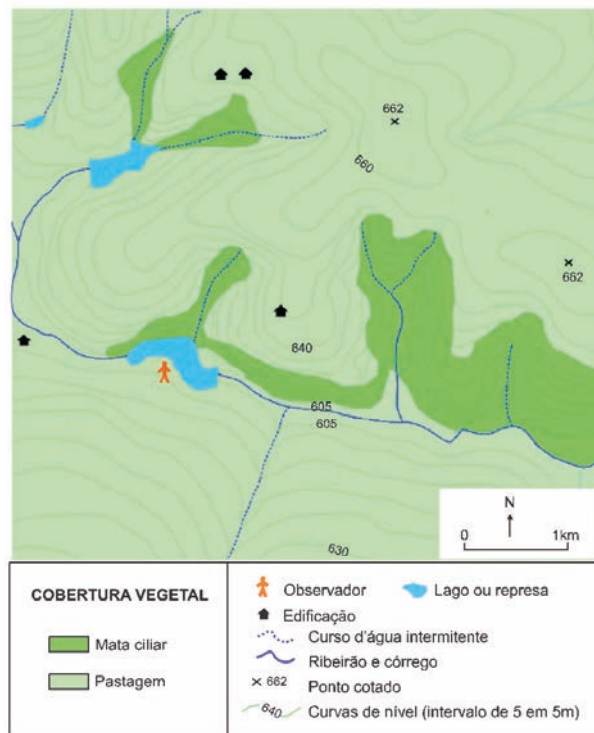 662
660
662
640
605
605
630
N
0 1km
COBERTURA VEGETAL
Mata ciliar
Pastagem
Observador
Lago ou represa
Edificação
Curso d'água intermitente
Ribeirão e córrego
662 Ponto cotado
640 Curvas de nível (intervalo de 5 em 5m)